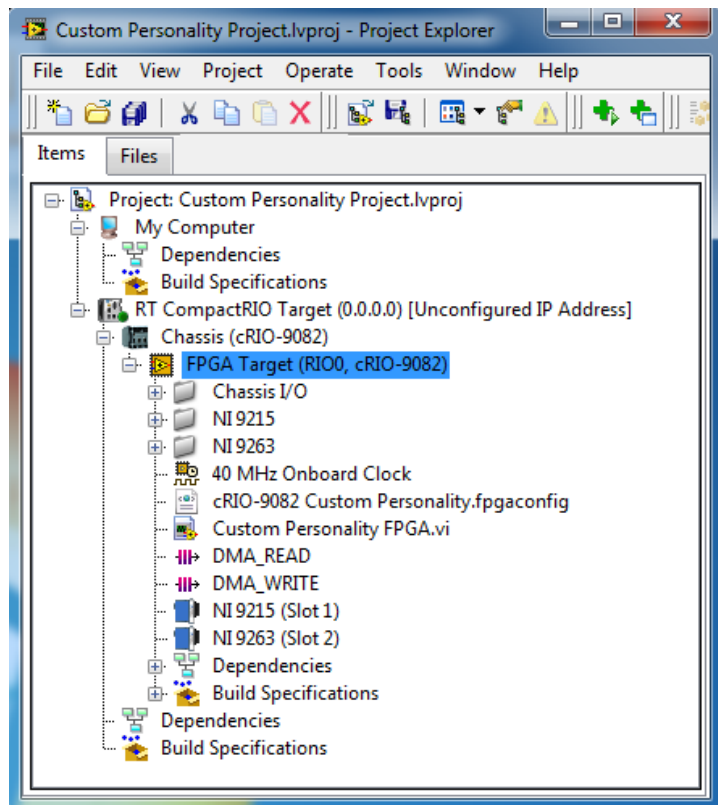 Custom Personality Project.lvproj - Project Explorer
File Edit View Project Operate Tools Window Help
Items Files
Project: Custom Personality Project.lvproj
My Computer
Dependencies
Build Specifications
RT CompactRIO Target (0.0.0.0) [Unconfigured IP Address]
Chassis (cRIO-9082)
FPGA Target (RIO0, cRIO-9082)
Chassis I/O
NI 9215
NI 9263
40 MHz Onboard Clock
cRIO-9082 Custom Personality.fpgaconfig
Custom Personality FPGA.vi
DMA_READ
DMA_WRITE
NI 9215 (Slot 1)
NI 9263 (Slot 2)
Dependencies
Build Specifications
Dependencies
Build Specifications